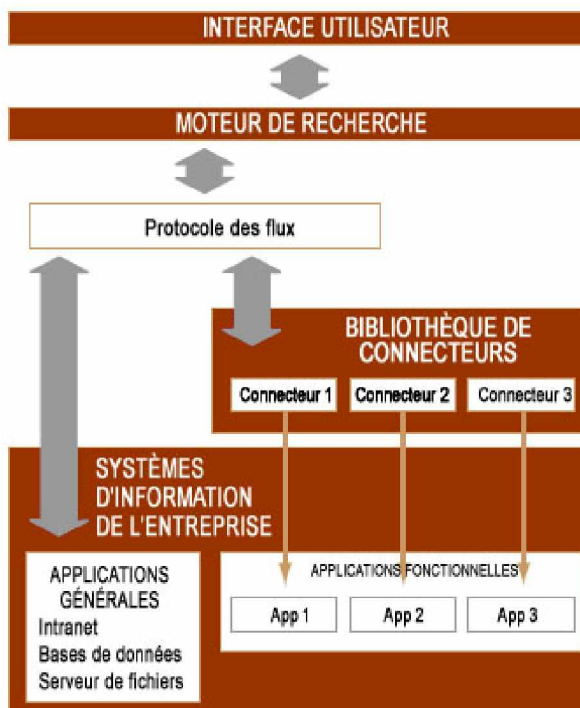 INTERFACE UTILISATEUR
MOTEUR DE RECHERCHE
Protocole des flux
BIBLIOTHÈQUE DE
CONNECTEURS
Connecteur 1
Connecteur 2
Connecteur 3
SYSTÈMES
D'INFORMATION
DE L'ENTREPRISE
APPLICATIONS
GÉNÉRALES
Intranet
Bases de données
Serveur de fichiers
APPLICATIONS FONCTIONNELLES
App 1
App 2
App 3